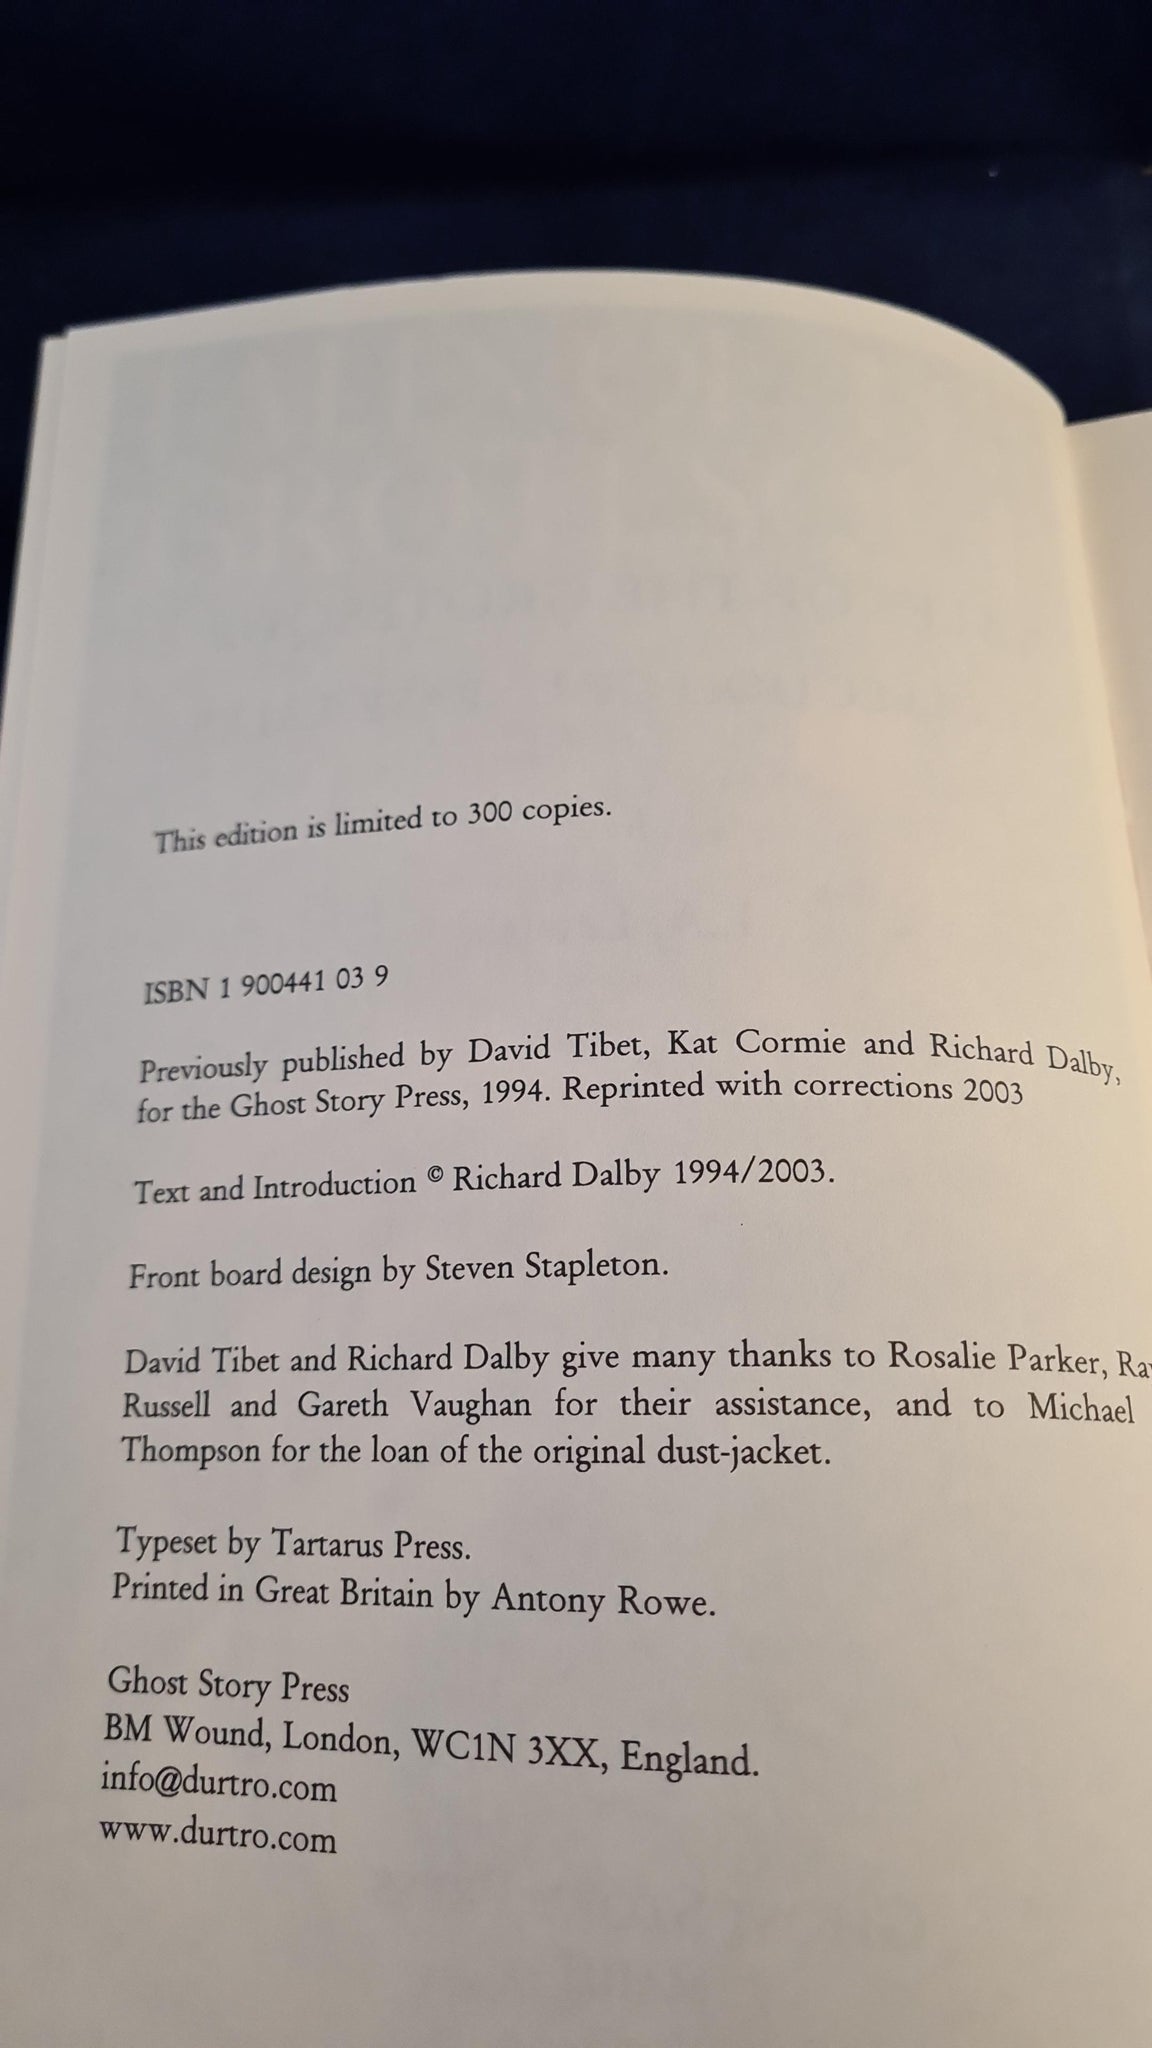 This edition is limited to 300 copies.
ISBN 1 900441 03 9
Previously published by David Tibet, Kat Cormie and Richard Dalby,
for the Ghost Story Press, 1994. Reprinted with corrections 2003
Text and Introduction © Richard Dalby 1994/2003.
Front board design by Steven Stapleton.
David Tibet and Richard Dalby give many thanks to Rosalie Parker,
Russell and Gareth Vaughan for their assistance, and to Michael
Thompson for the loan of the original dust-jacket.
Typeset by Tartarus Press.
Printed in Great Britain by Antony Rowe.
Ghost Story Press
BM Wound, London, WC1N 3XX, England.
info@durtro.com
www.durtro.com